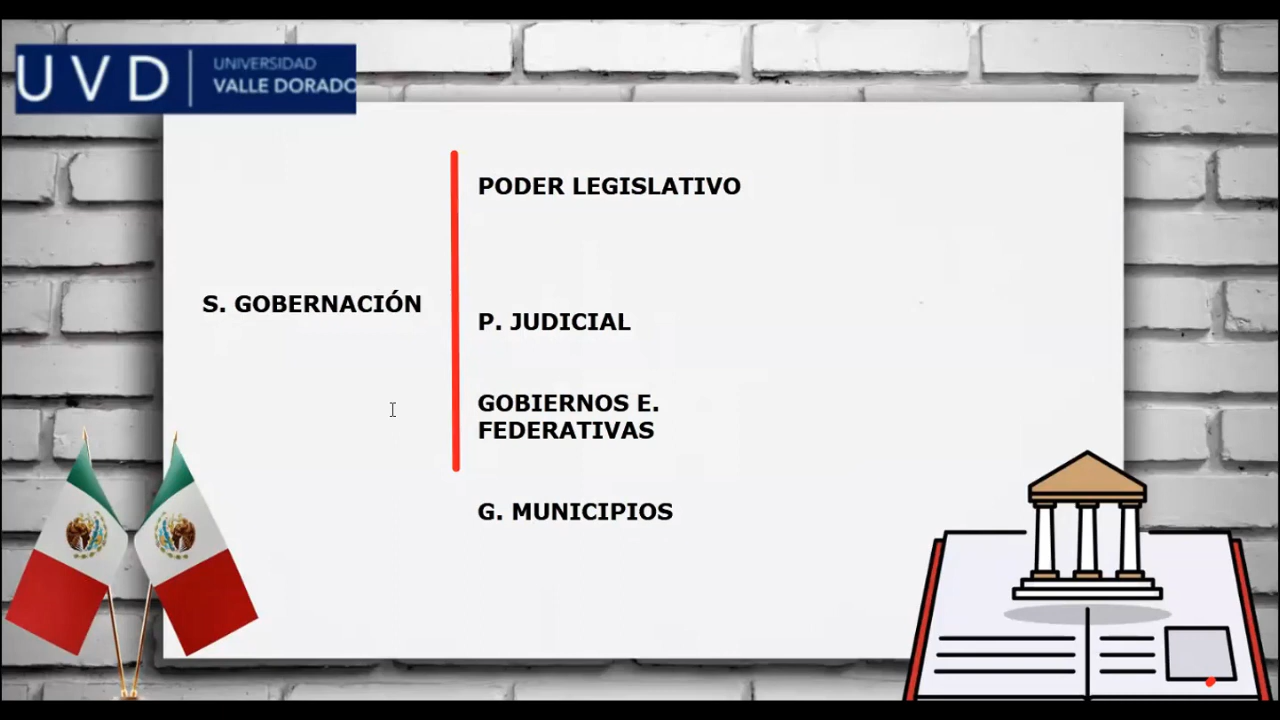 UVD
UNIVERSIDAD
VALLE DORADO
PODER LEGISLATIVO
S. GOBERNACIÓN
P. JUDICIAL
GOBIERNOS E.
FEDERATIVAS
G. MUNICIPIOS